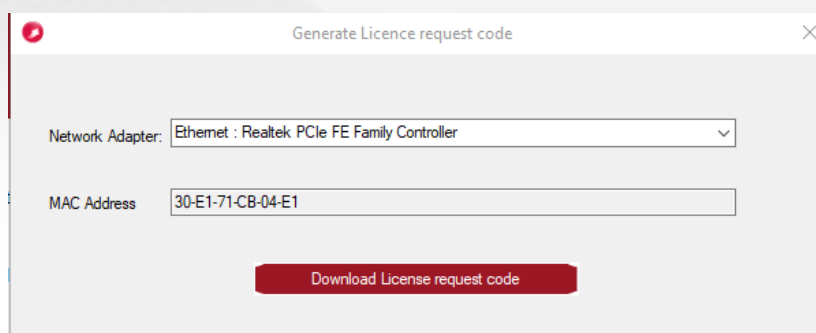 Generate Licence request code
Network Adapter: Ethernet : Realtek PCIe FE Family Controller
MAC Address 30-E1-71-CB-04-E1
Download License request code